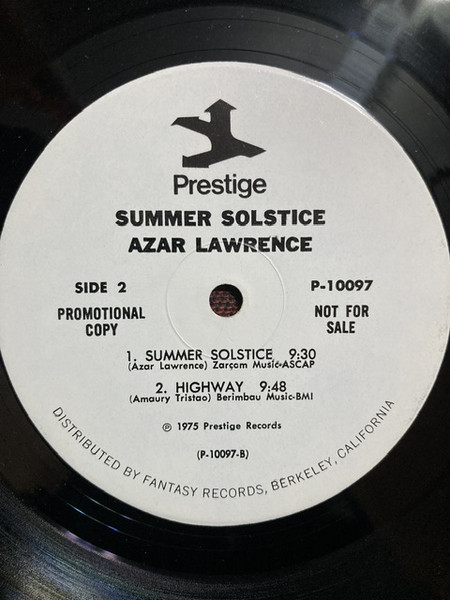 Prestige
SUMMER SOLSTICE
AZAR LAWRENCE
SIDE 2
P-10097
PROMOTIONAL
COPY
NOT FOR
SALE
1. SUMMER SOLSTICE 9:30
(Azar Lawrence) Zarçom Music-ASCAP
2. HIGHWAY 9:48
(Amaury Tristao) Berimbau Music-BMI
℗ 1975 Prestige Records
(P-10097-B)
DISTRIBUTED BY FANTASY RECORDS, BERKELEY, CALIFORNIA